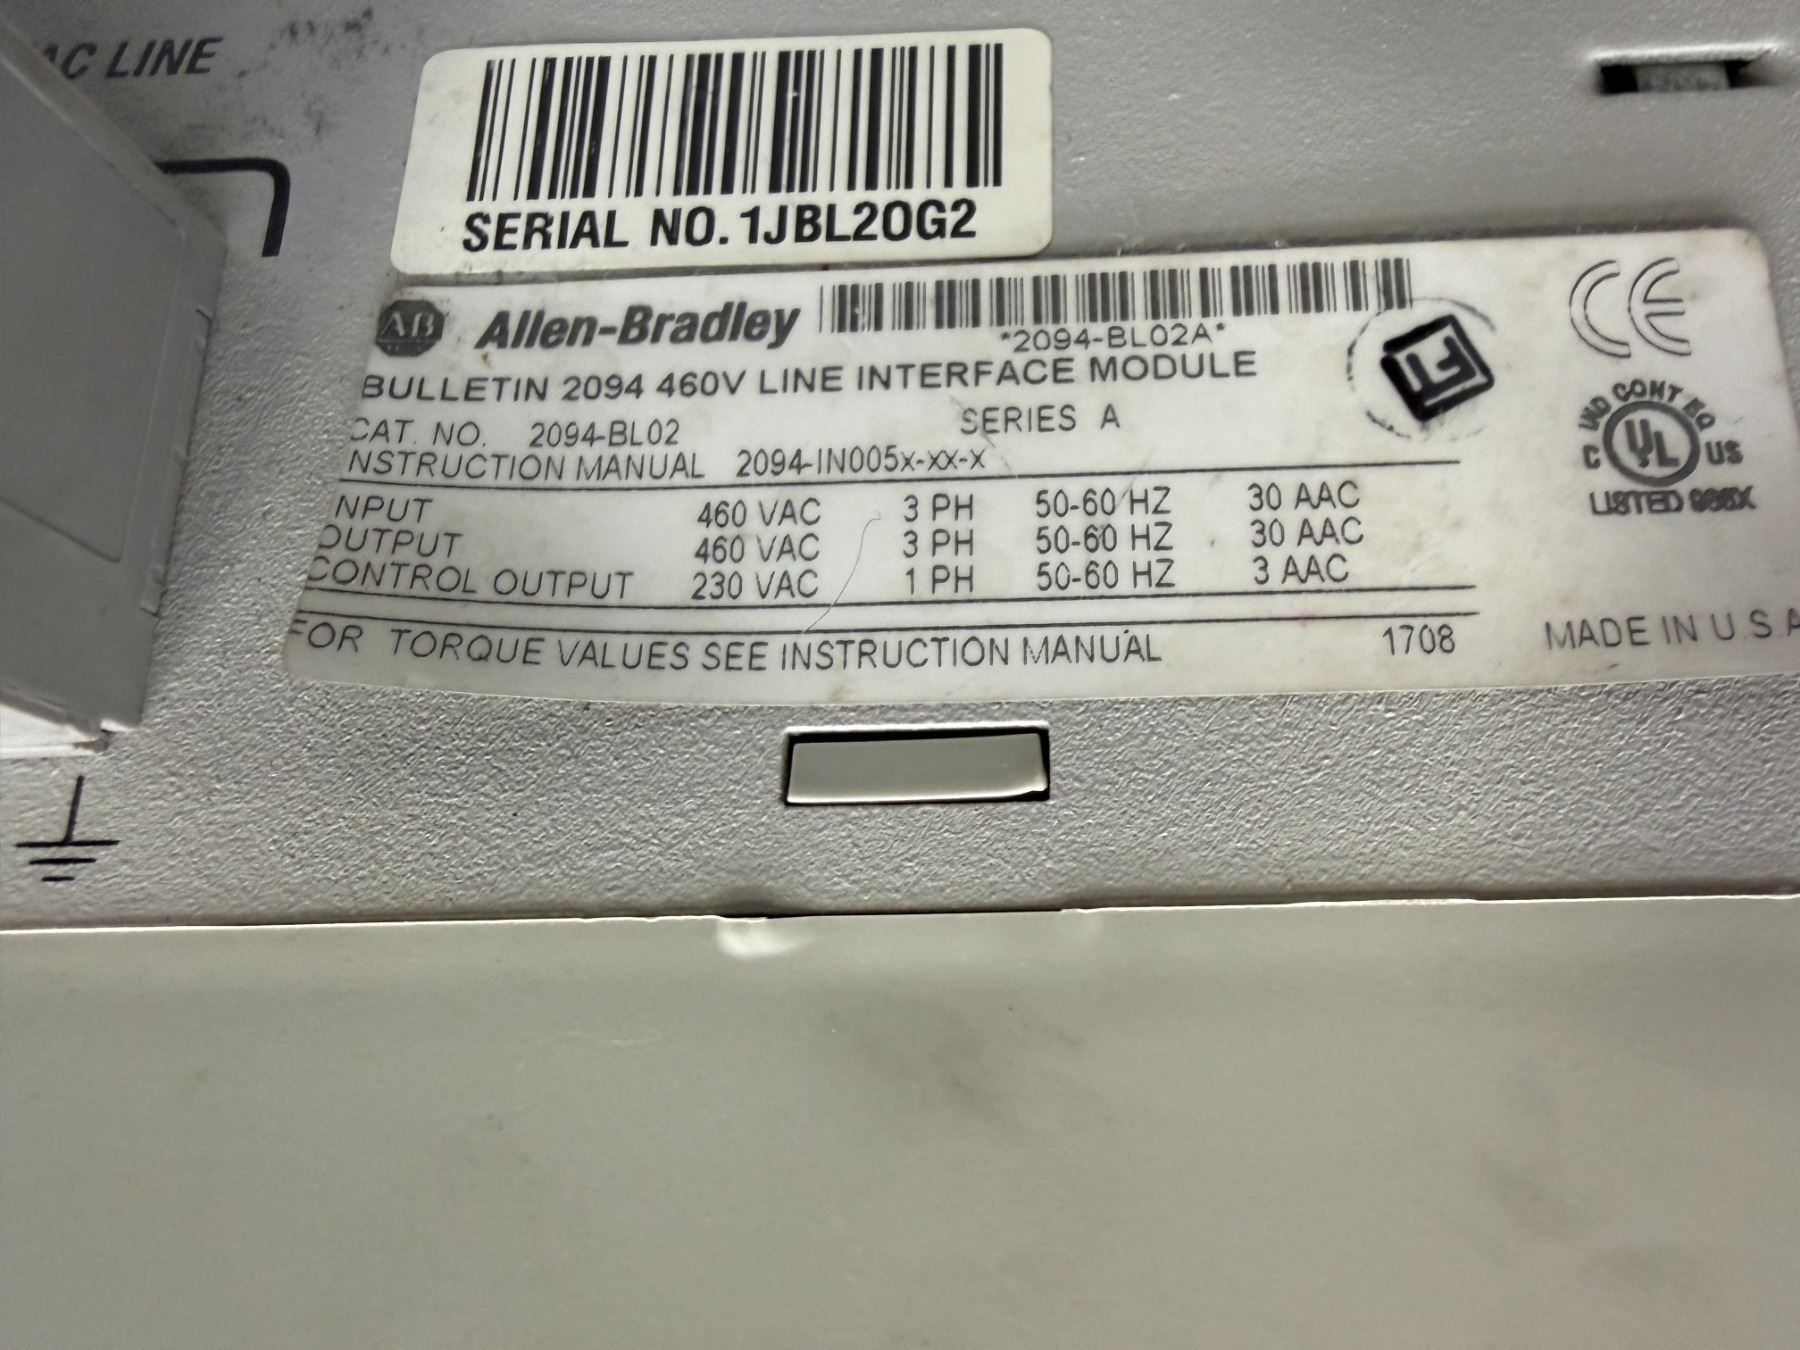 AC LINE
SERIAL NO. 1JBL20G2
AB Allen-Bradley
*2094-BL02A*
BULLETIN 2094 460V LINE INTERFACE MODULE
CAT. NO. 2094-BL02 SERIES A
INSTRUCTION MANUAL 2094-IN005x-xx-x
INPUT 460 VAC 3 PH 50-60 HZ 30 AAC
OUTPUT 460 VAC 3 PH 50-60 HZ 30 AAC
CONTROL OUTPUT 230 VAC 1 PH 50-60 HZ 3 AAC
FOR TORQUE VALUES SEE INSTRUCTION MANUAL 1708
CE
IND CONT EQ
C UL US
LISTED
MADE IN U.S.A